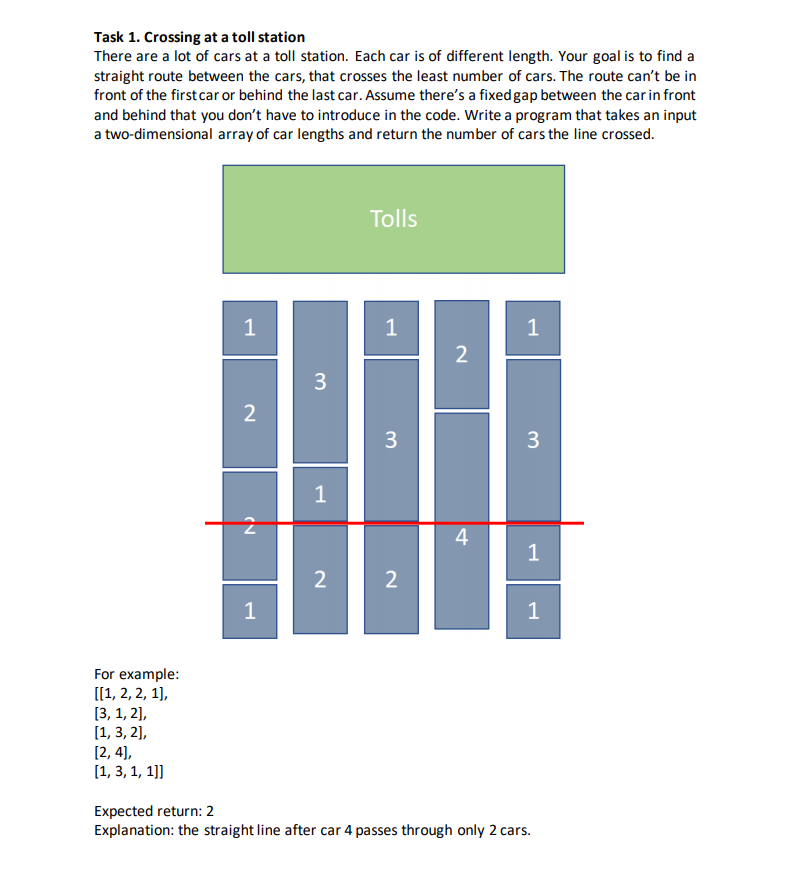 Task 1. Crossing at a toll station
There are a lot of cars at a toll station. Each car is of different length. Your goal is to find a
straight route between the cars, that crosses the least number of cars. The route can't be in
front of the first car or behind the last car. Assume there's a fixed gap between the car in front
and behind that you don't have to introduce in the code. Write a program that takes an input
a two-dimensional array of car lengths and return the number of cars the line crossed.
Tolls
1
2
2
1
3
1
2
1
3
2
2
4
1
3
1
1
For example:
[[1, 2, 2, 1],
[3, 1, 2],
[1, 3, 2],
[2, 4],
[1, 3, 1, 1]]
Expected return: 2
Explanation: the straight line after car 4 passes through only 2 cars.